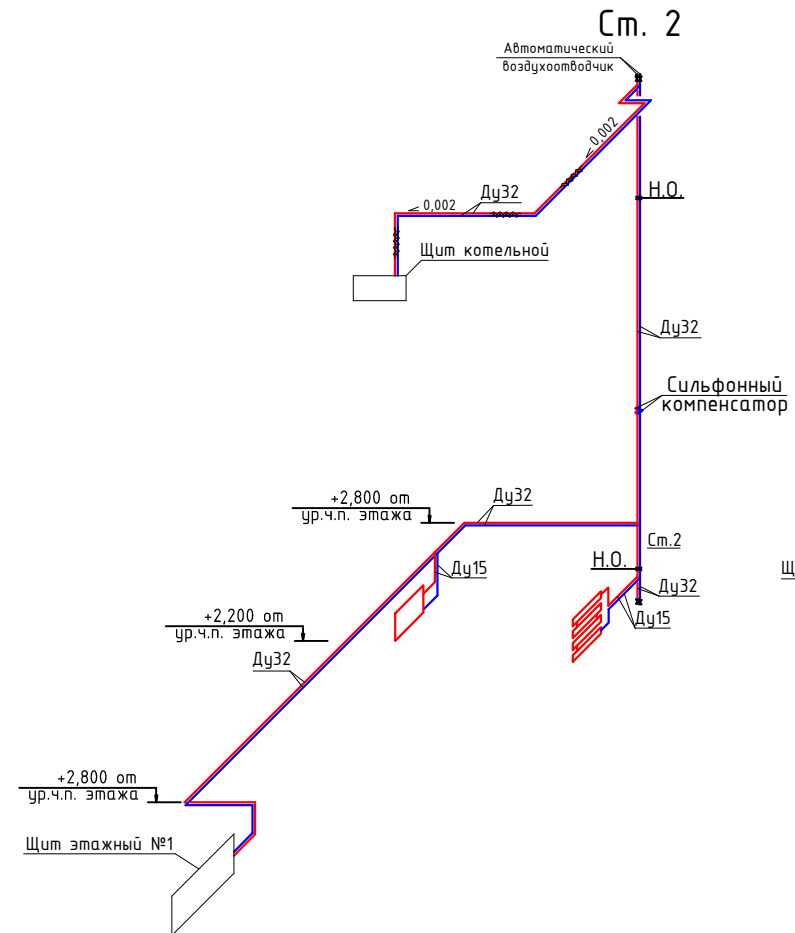 Ст. 2
Автоматический
воздухоотводчик
0,002
Н.О.
Ду32
0,002
Щит котельной
Ду32
Сильфонный
компенсатор
+2,800 от
ур.ч.п. этажа
Ду32
Ст.2
Н.О.
Щ
Ду15
Ду32
Ду15
+2,200 от
ур.ч.п. этажа
Ду32
+2,800 от
ур.ч.п. этажа
Щит этажный №1